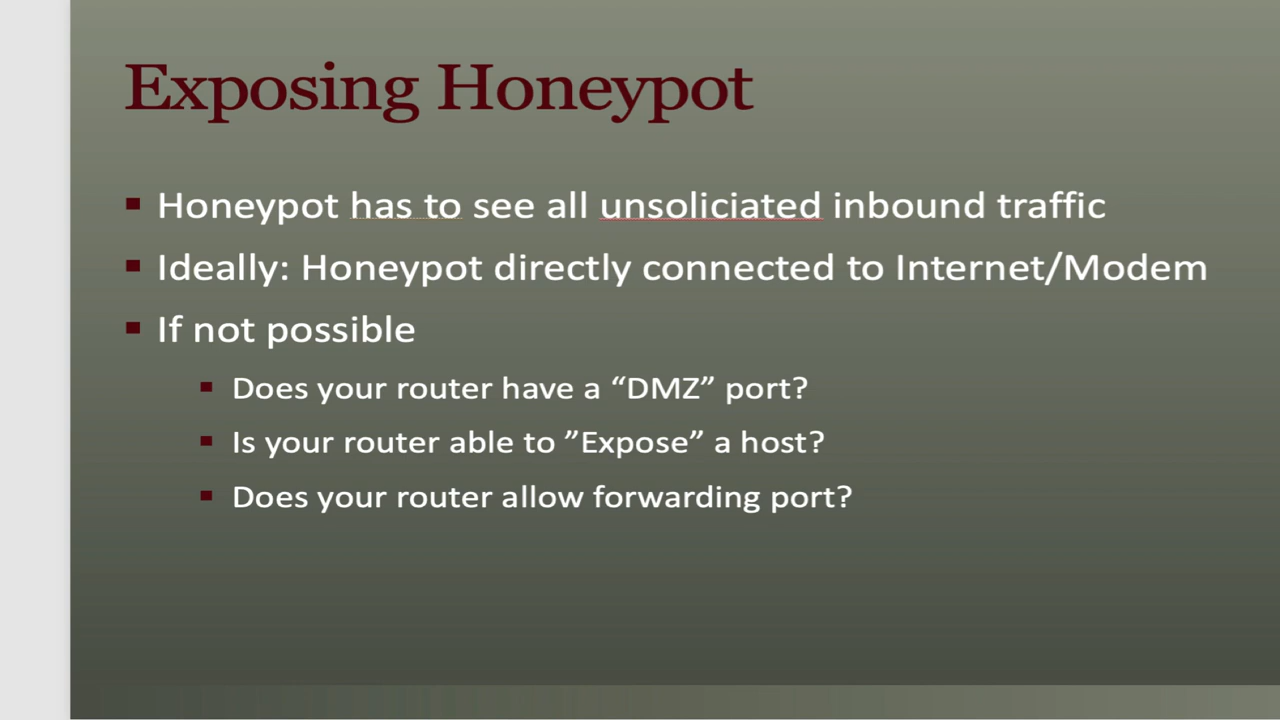 Exposing Honeypot
Honeypot has to see all unsoliciated inbound traffic
Ideally: Honeypot directly connected to Internet/Modem
If not possible
Does your router have a “DMZ” port?
Is your router able to ”Expose” a host?
Does your router allow forwarding port?